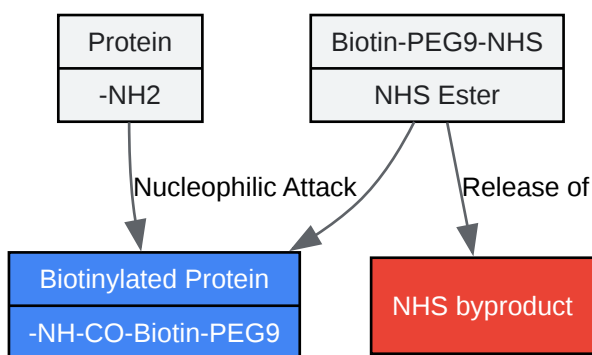 Protein
-NH2
Biotin-PEG9-NHS
NHS Ester
Nucleophilic Attack
Release of
Biotinylated Protein
-NH-CO-Biotin-PEG9
NHS byproduct